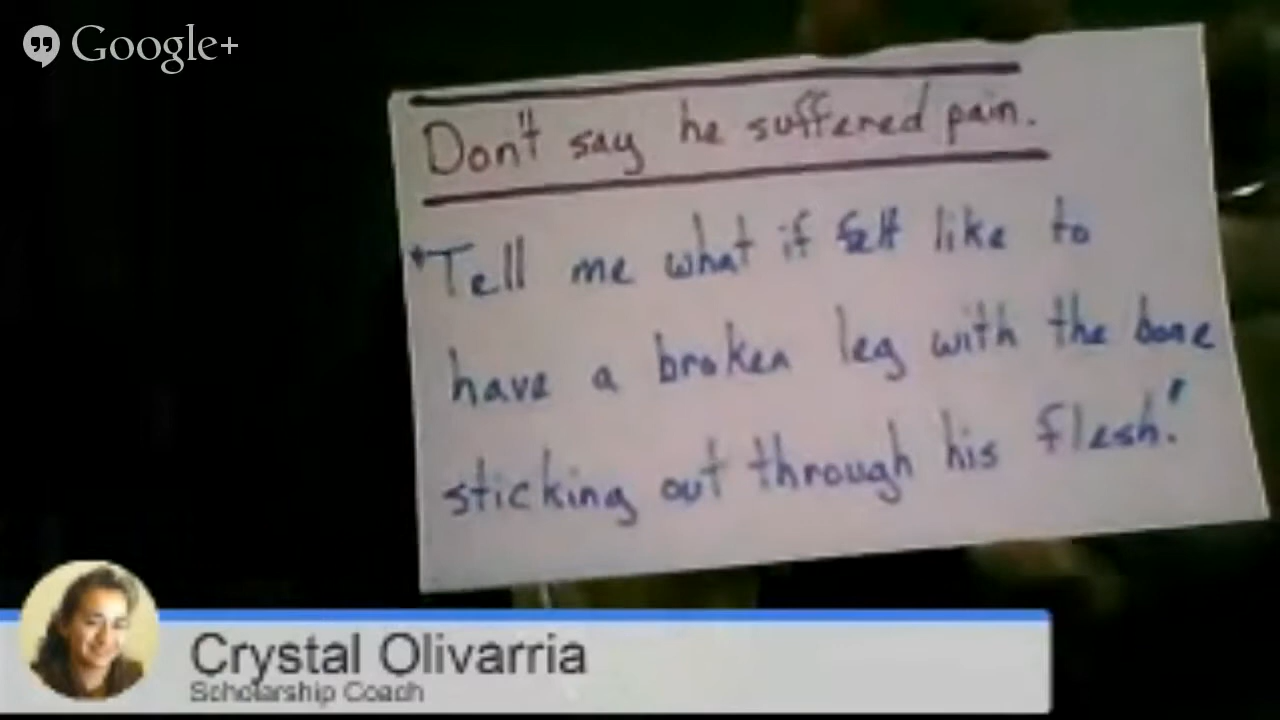 Google+
Don't say he suffered pain.
"Tell me what it felt like to
have a broken leg with the bone
sticking out through his flesh."
Crystal Olivarria
Scholarship Coach